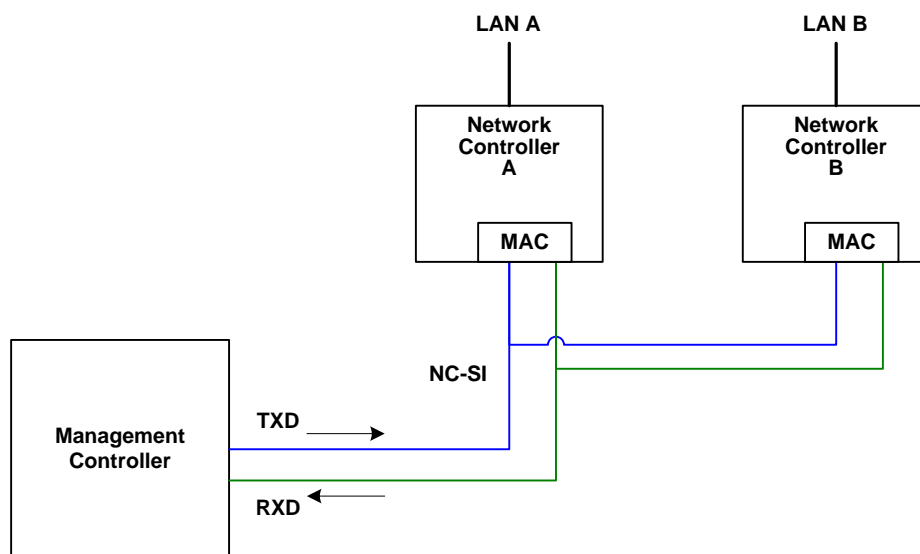 LAN A
LAN B
Network
Controller
A
Network
Controller
B
MAC
MAC
NC-SI
TXD
Management
Controller
RXD